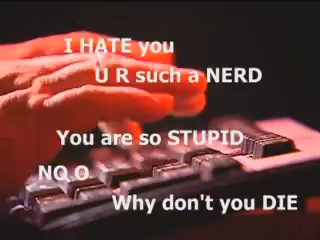 I HATE you
U R such a NERD
You are so STUPID
NO O
Why don't you DIE